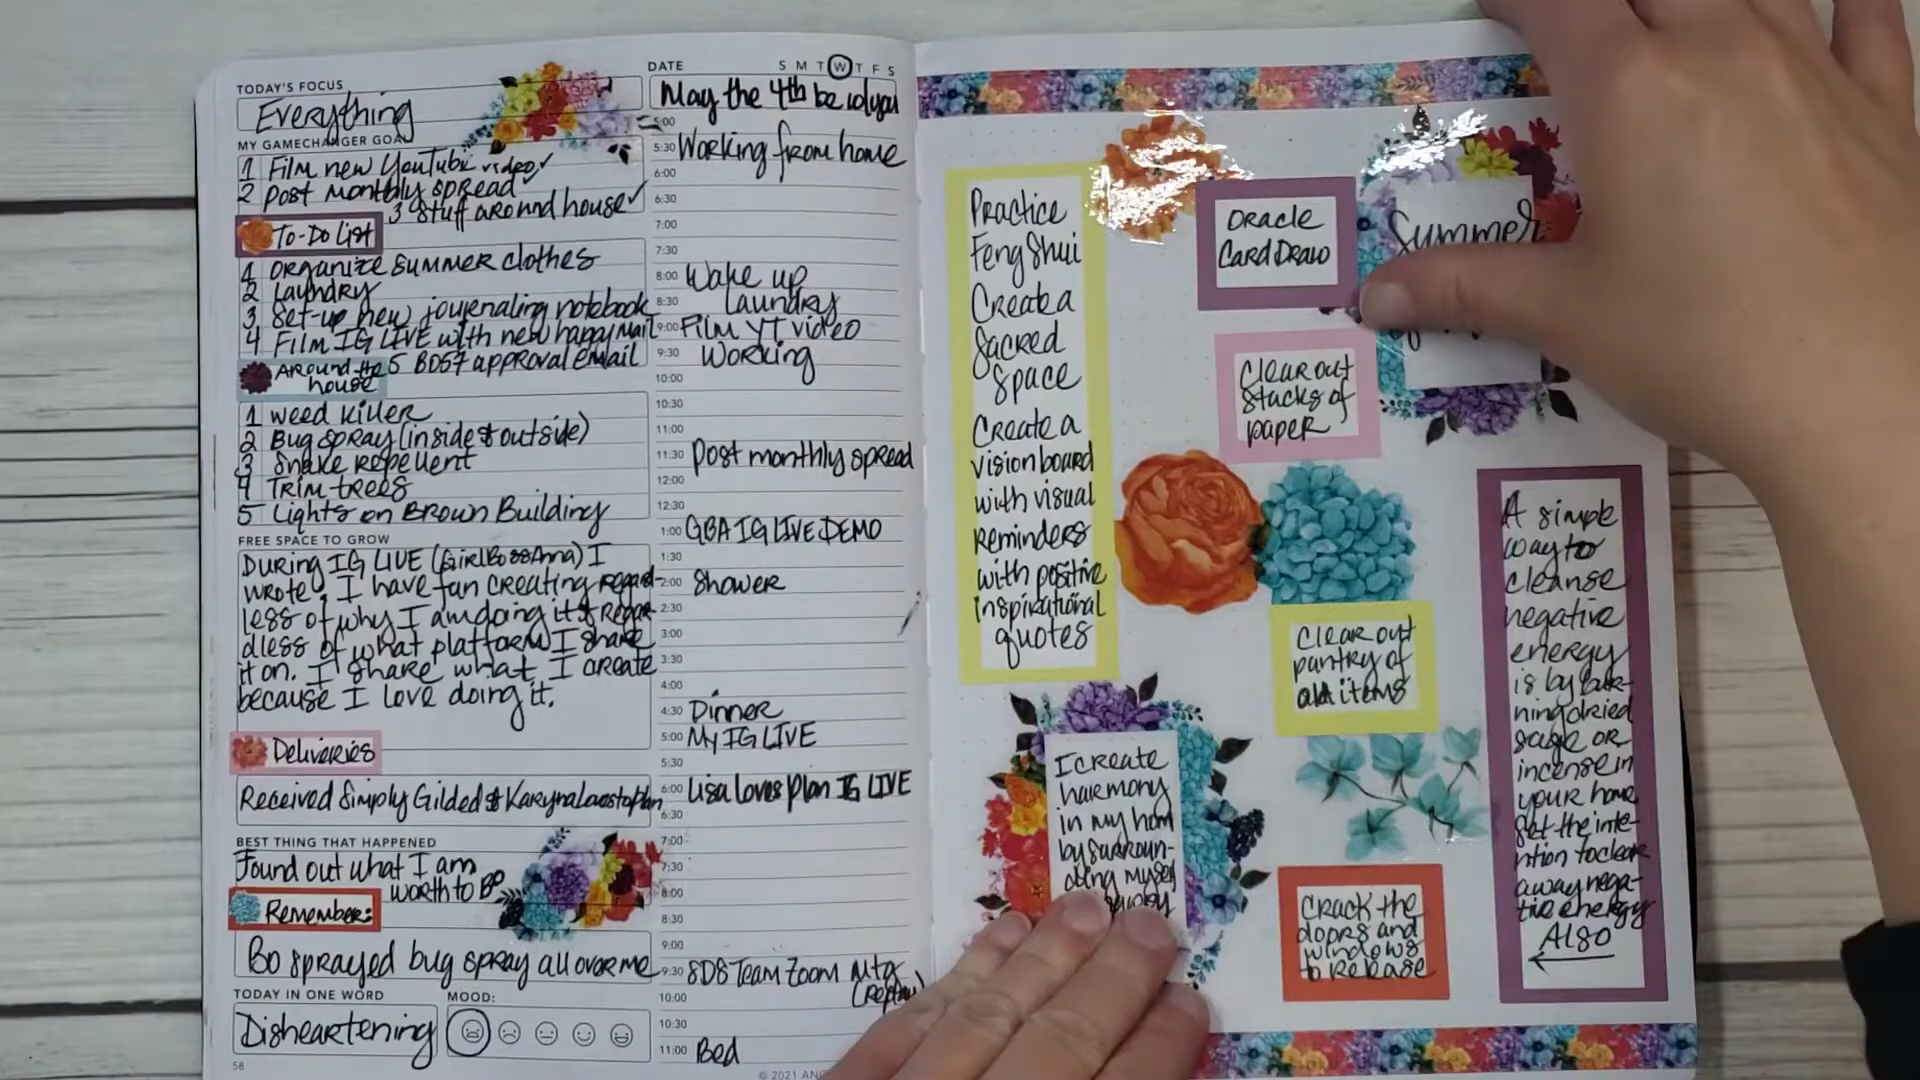 TODAY'S FOCUS
Everything
MY GAMECHANGER GOAL
1 Film new YouTube video ✓
2 Post monthly spread ✓
3 Stuff around house ✓
To-Do List
1 Organize summer clothes
2 Laundry
3 Set-up new journaling notebook
4 Film IG LIVE with new happy mail
5 BO57 approval email
Around the
house
1 Weed killer
2 Bug spray (inside & outside)
3 Snake repellent
4 Trim trees
5 Lights on Brown Building
FREE SPACE TO GROW
During IG LIVE (GirlBossAnna) I
wrote, I have fun creating regard-
less of why I am doing it & regar
dless of what platform I share
it on. I share what I create
because I love doing it.
Deliveries
Received Simply Gilded & Karynalovestoplan
BEST THING THAT HAPPENED
Found out what I am
worth to Bo
Remember:
Bo sprayed bug spray all over me
TODAY IN ONE WORD
Disheartening
MOOD:
58
DATE
S M T W T F S
May the 4th be w/you
5:00
5:30 Working from home
6:00
6:30
7:00
7:30
8:00 Wake up
8:30 Laundry
9:00 Film YT video
9:30 Working
10:00
10:30
11:00
11:30 Post monthly spread
12:00
12:30
1:00 GBA IG LIVE DEMO
1:30
2:00 Shower
2:30
3:00
3:30
4:00
4:30 Dinner
5:00 My IG LIVE
5:30
6:00 Lisa Loves Plan IG LIVE
6:30
7:00
7:30
8:00
8:30
9:00
9:30 SDS Team Zoom Mtg
10:00 (Replay)
10:30
11:00 Bed
© 2021
Practice
Feng Shui
Create a
Sacred
Space
Create a
vision board
with visual
reminders
with positive
inspirational
quotes
Oracle
Card Draw
Summer
Clear out
stacks of
paper
Clear out
pantry of
old items
I create
harmony
in my hom
by surroun-
ding myself
Crack the
doors and
windows
to release
A simple
way to
cleanse
negative
energy
is by bur-
ning dried
sage or
incense in
your home
Set the inte-
ntion to clear
away nega-
tive energy
Also